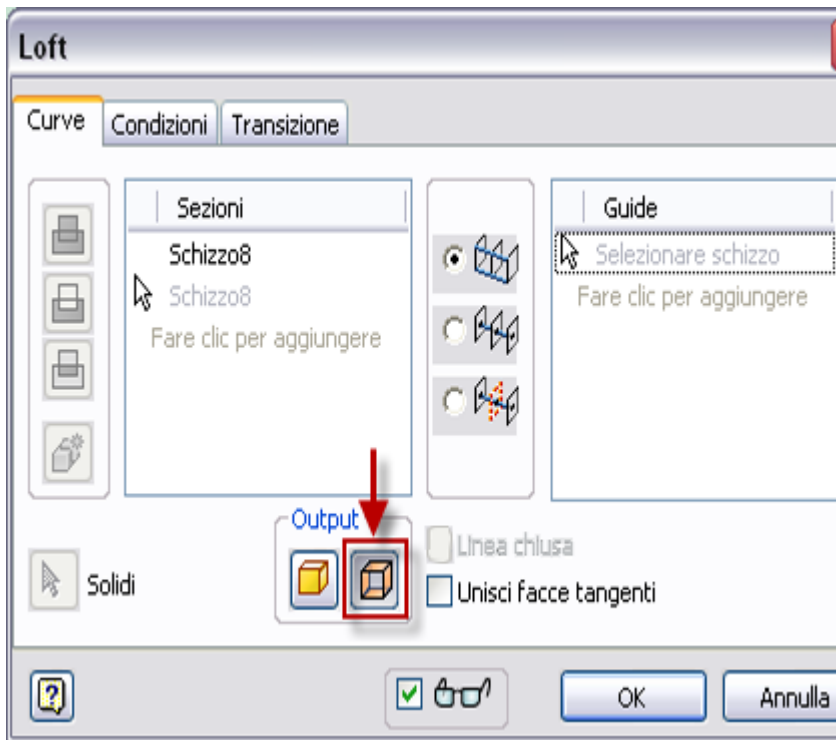 Loft
Curve Condizioni Transizione
Sezioni
Schizzo8
Schizzo8
Fare clic per aggiungere
Guide
Selezionare schizzo
Fare clic per aggiungere
Solidi
Output
Linea chiusa
Unisci facce tangenti
?
OK
Annulla